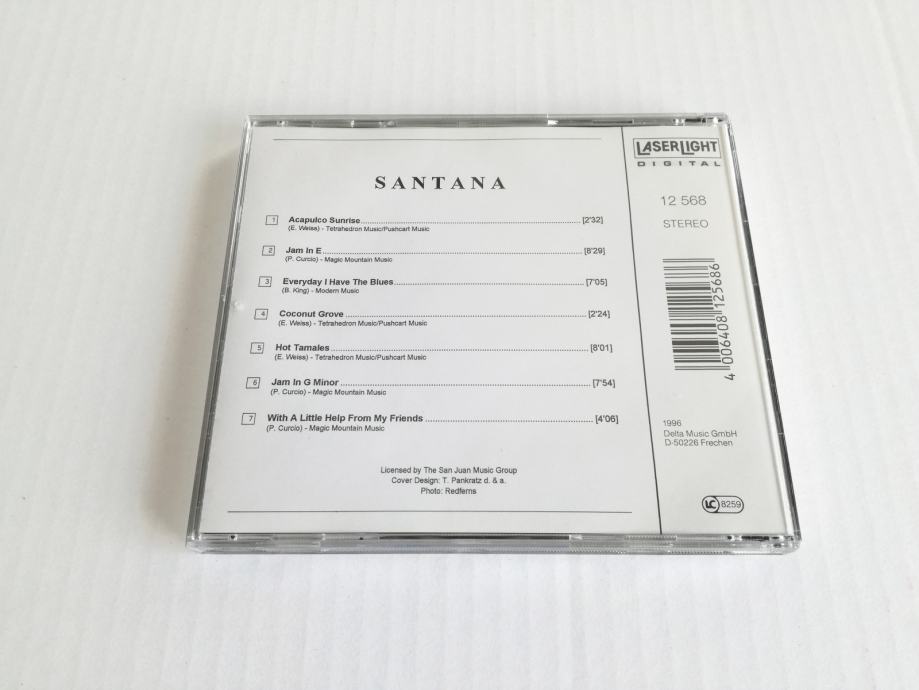 SANTANA
1 Acapulco Sunrise [2'32]
(E. Weiss) - Tetrahedron Music/Pushcart Music
2 Jam In E [8'29]
(P. Curcio) - Magic Mountain Music
3 Everyday I Have The Blues [7'05]
(B. King) - Modern Music
4 Coconut Grove [2'24]
(E. Weiss) - Tetrahedron Music/Pushcart Music
5 Hot Tamales [8'01]
(E. Weiss) - Tetrahedron Music/Pushcart Music
6 Jam In G Minor [7'54]
(P. Curcio) - Magic Mountain Music
7 With A Little Help From My Friends [4'06]
(P. Curcio) - Magic Mountain Music
Licensed by The San Juan Music Group
Cover Design: T. Pankratz d. & a.
Photo: Redferns
LASERLIGHT
DIGITAL
12 568
STEREO
4 006408 125686
1996
Delta Music GmbH
D-50226 Frechen
LC 8259